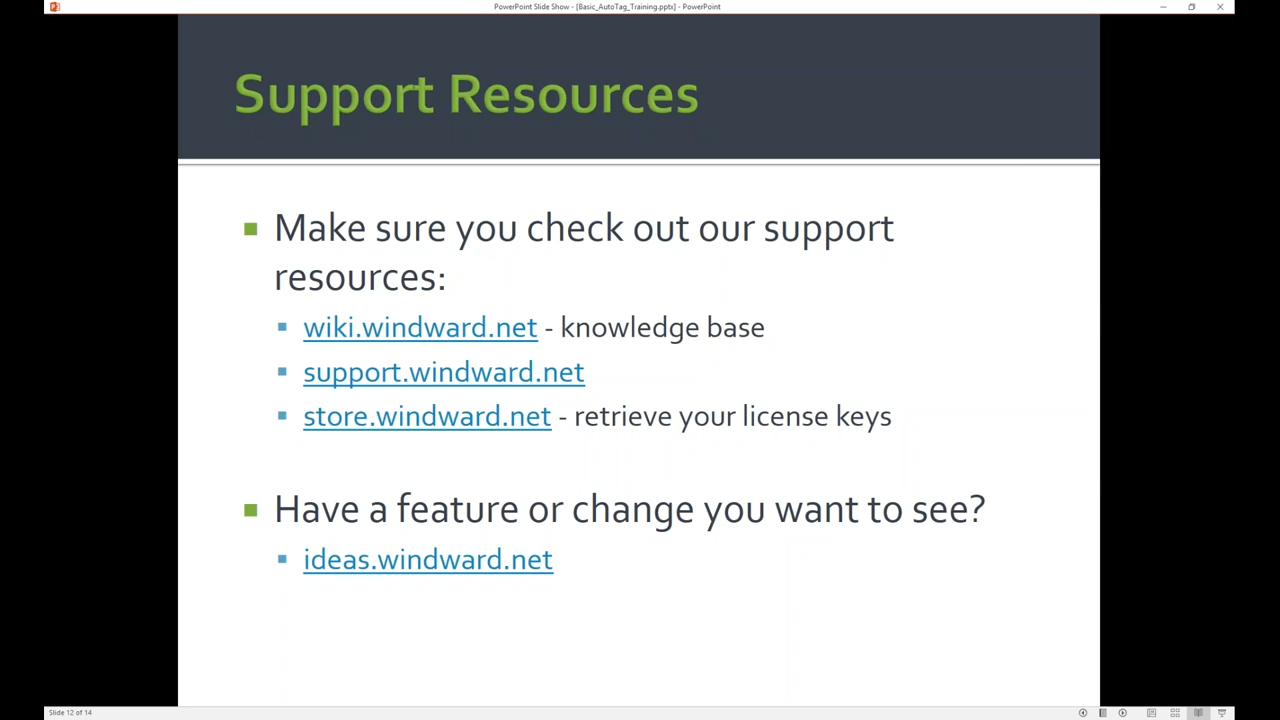 PowerPoint Slide Show - [Basic_AutoTag_Training.pptx] - PowerPoint
Support Resources
Make sure you check out our support
resources:
wiki.windward.net - knowledge base
support.windward.net
store.windward.net - retrieve your license keys
Have a feature or change you want to see?
ideas.windward.net
Slide 12 of 14